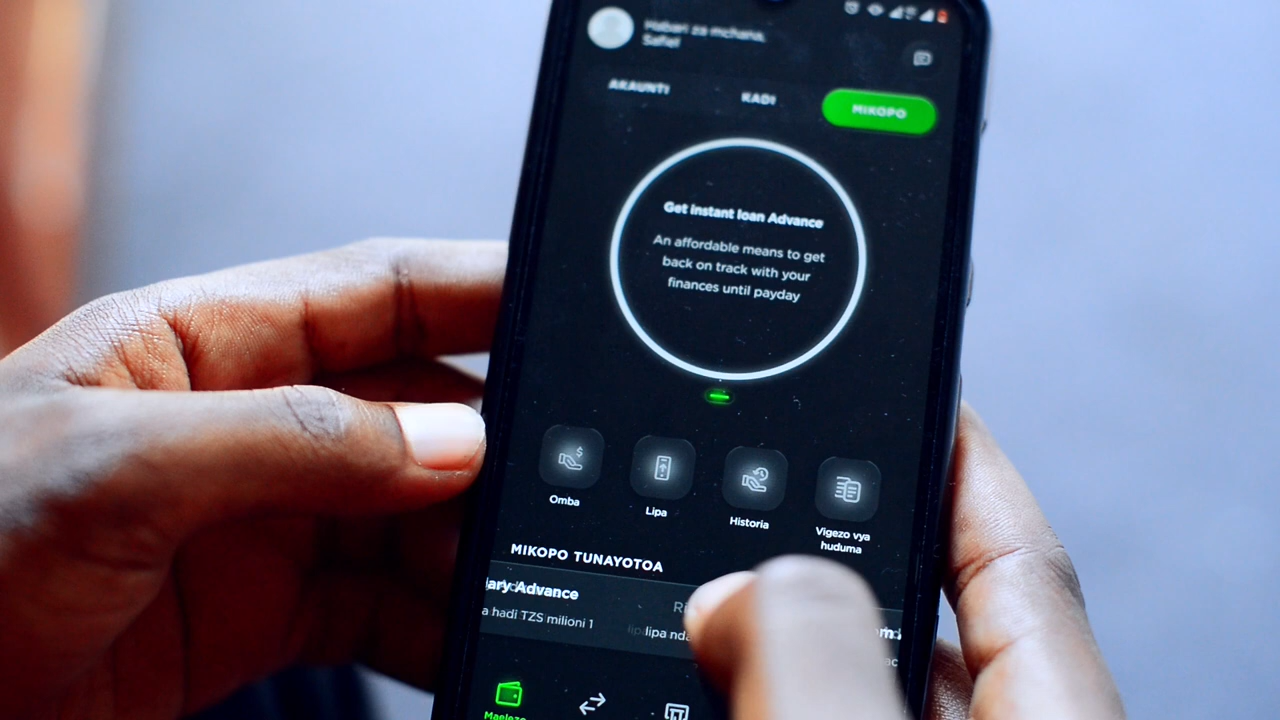 Habari za mchana,
Safiel
AKAUNTI
KADI
MIKOPO
Get instant loan Advance
An affordable means to get
back on track with your
finances until payday
Omba
Lipa
Historia
Vigezo vya
huduma
MIKOPO TUNAYOTOA
lary Advance
a hadi TZS milioni 1
lipa nda